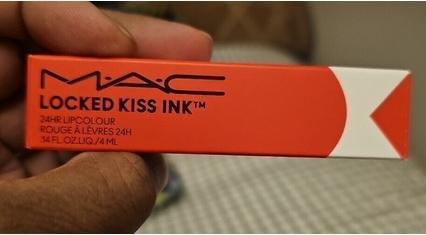 M·A·C
LOCKED KISS INK™
24HR LIPCOLOUR
ROUGE À LÈVRES 24H
.14 FL.OZ.LIQ./4 ML